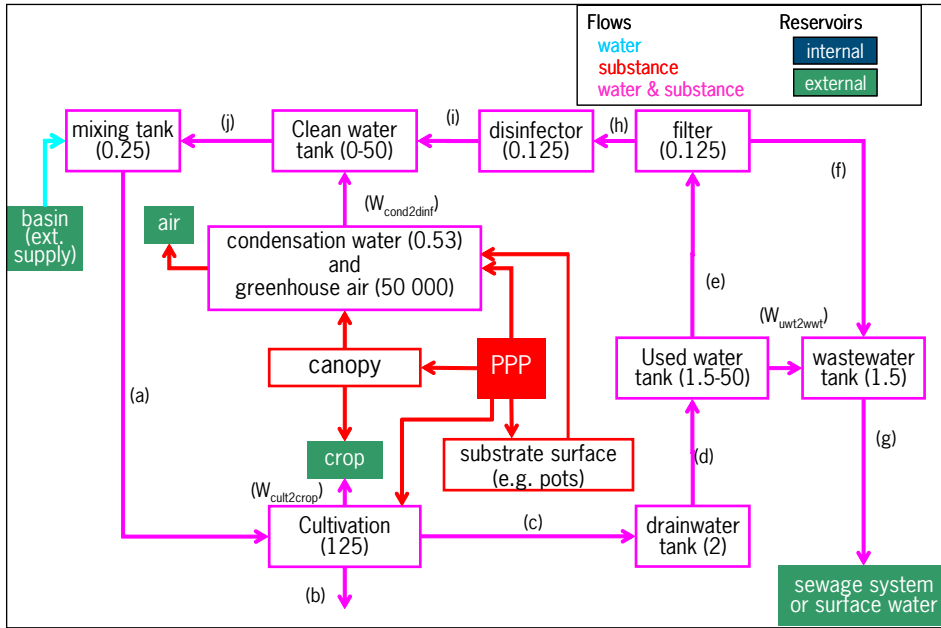 Flows
Reservoirs
water
internal
substance
external
water & substance
(j)
(i)
(h)
mixing tank
(0.25)
Clean water
tank (0-50)
disinfector
(0.125)
filter
(0.125)
(f)
(W_cond2dinf)
basin
(ext.
supply)
air
condensation water (0.53)
and
greenhouse air (50 000)
(e)
(W_uwt2wwt)
canopy
PPP
Used water
tank (1.5-50)
wastewater
tank (1.5)
(a)
crop
substrate surface
(e.g. pots)
(d)
(g)
(W_cult2crop)
Cultivation
(125)
(c)
drainwater
tank (2)
(b)
sewage system
or surface water